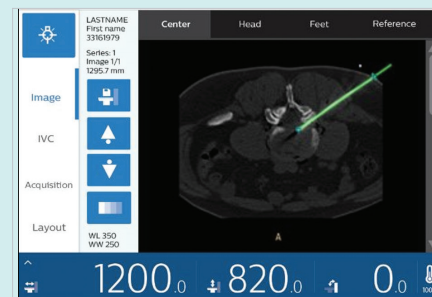 LASTNAME
First name
33161979
Series: 1
Image 1/1
1295.7 mm
Center
Head
Feet
Reference
Image
IVC
Acquisition
Layout
WL 350
WW 250
A
1200.0
820.0
0.0
100